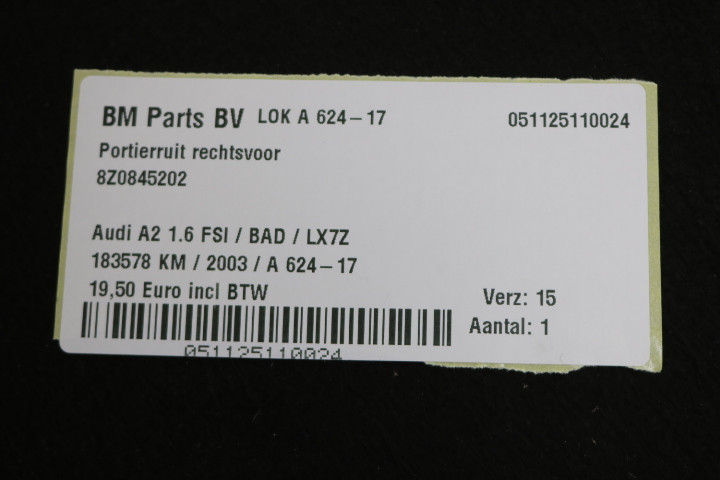 BM Parts BV LOK A 624-17 051125110024
Portierruit rechtsvoor
8Z0845202
Audi A2 1.6 FSI / BAD / LX7Z
183578 KM / 2003 / A 624-17
19,50 Euro incl BTW
Verz: 15
Aantal: 1
051125110024